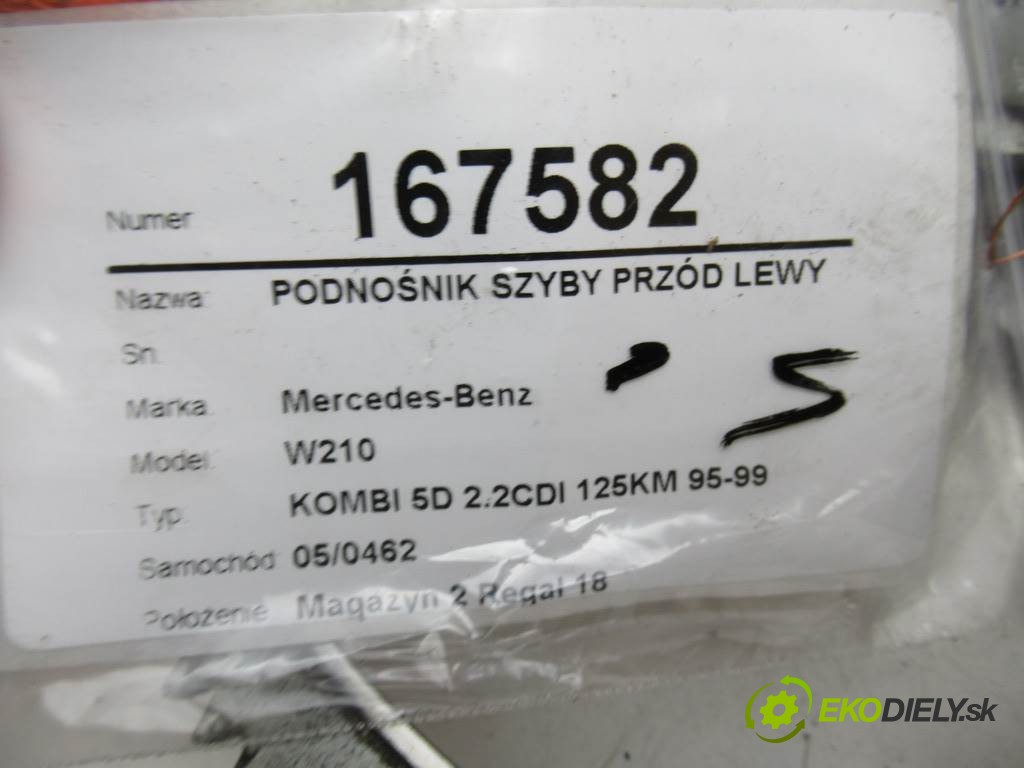 Numer 167582
Nazwa: PODNOŚNIK SZYBY PRZÓD LEWY
Sn.
Marka Mercedes-Benz
Model: W210
Typ KOMBI 5D 2.2CDI 125KM 95-99
Samochód: 05/0462
Położenie Magazyn 2 Regał 18
EKODIELY.sk